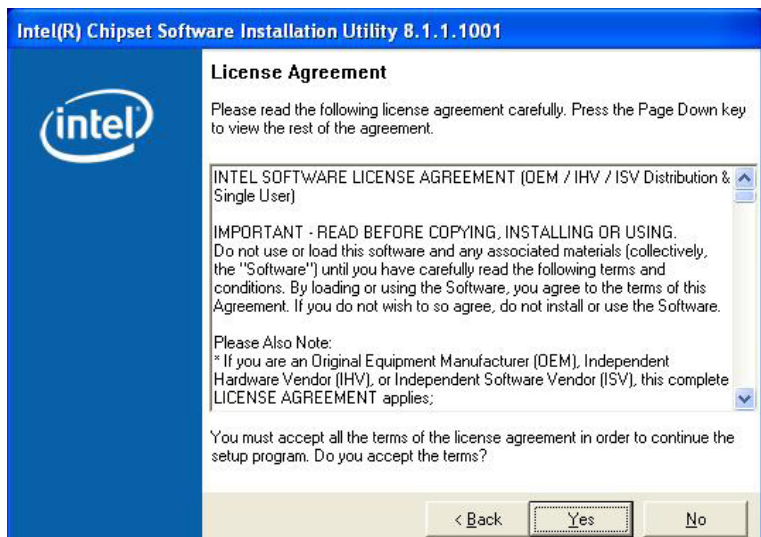 Intel(R) Chipset Software Installation Utility 8.1.1.1001
intel
License Agreement
Please read the following license agreement carefully. Press the Page Down key
to view the rest of the agreement.
INTEL SOFTWARE LICENSE AGREEMENT (OEM / IHV / ISV Distribution &
Single User)
IMPORTANT - READ BEFORE COPYING, INSTALLING OR USING.
Do not use or load this software and any associated materials (collectively,
the "Software") until you have carefully read the following terms and
conditions. By loading or using the Software, you agree to the terms of this
Agreement. If you do not wish to so agree, do not install or use the Software.
Please Also Note:
* If you are an Original Equipment Manufacturer (OEM), Independent
Hardware Vendor (IHV), or Independent Software Vendor (ISV), this complete
LICENSE AGREEMENT applies;
You must accept all the terms of the license agreement in order to continue the
setup program. Do you accept the terms?
< Back Yes No